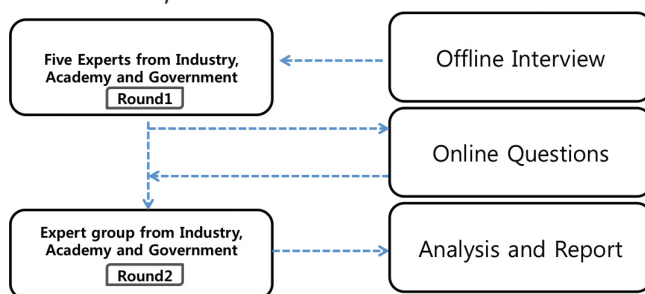 Five Experts from Industry,
Academy and Government
Round1
Offline Interview
Online Questions
Expert group from Industry,
Academy and Government
Round2
Analysis and Report